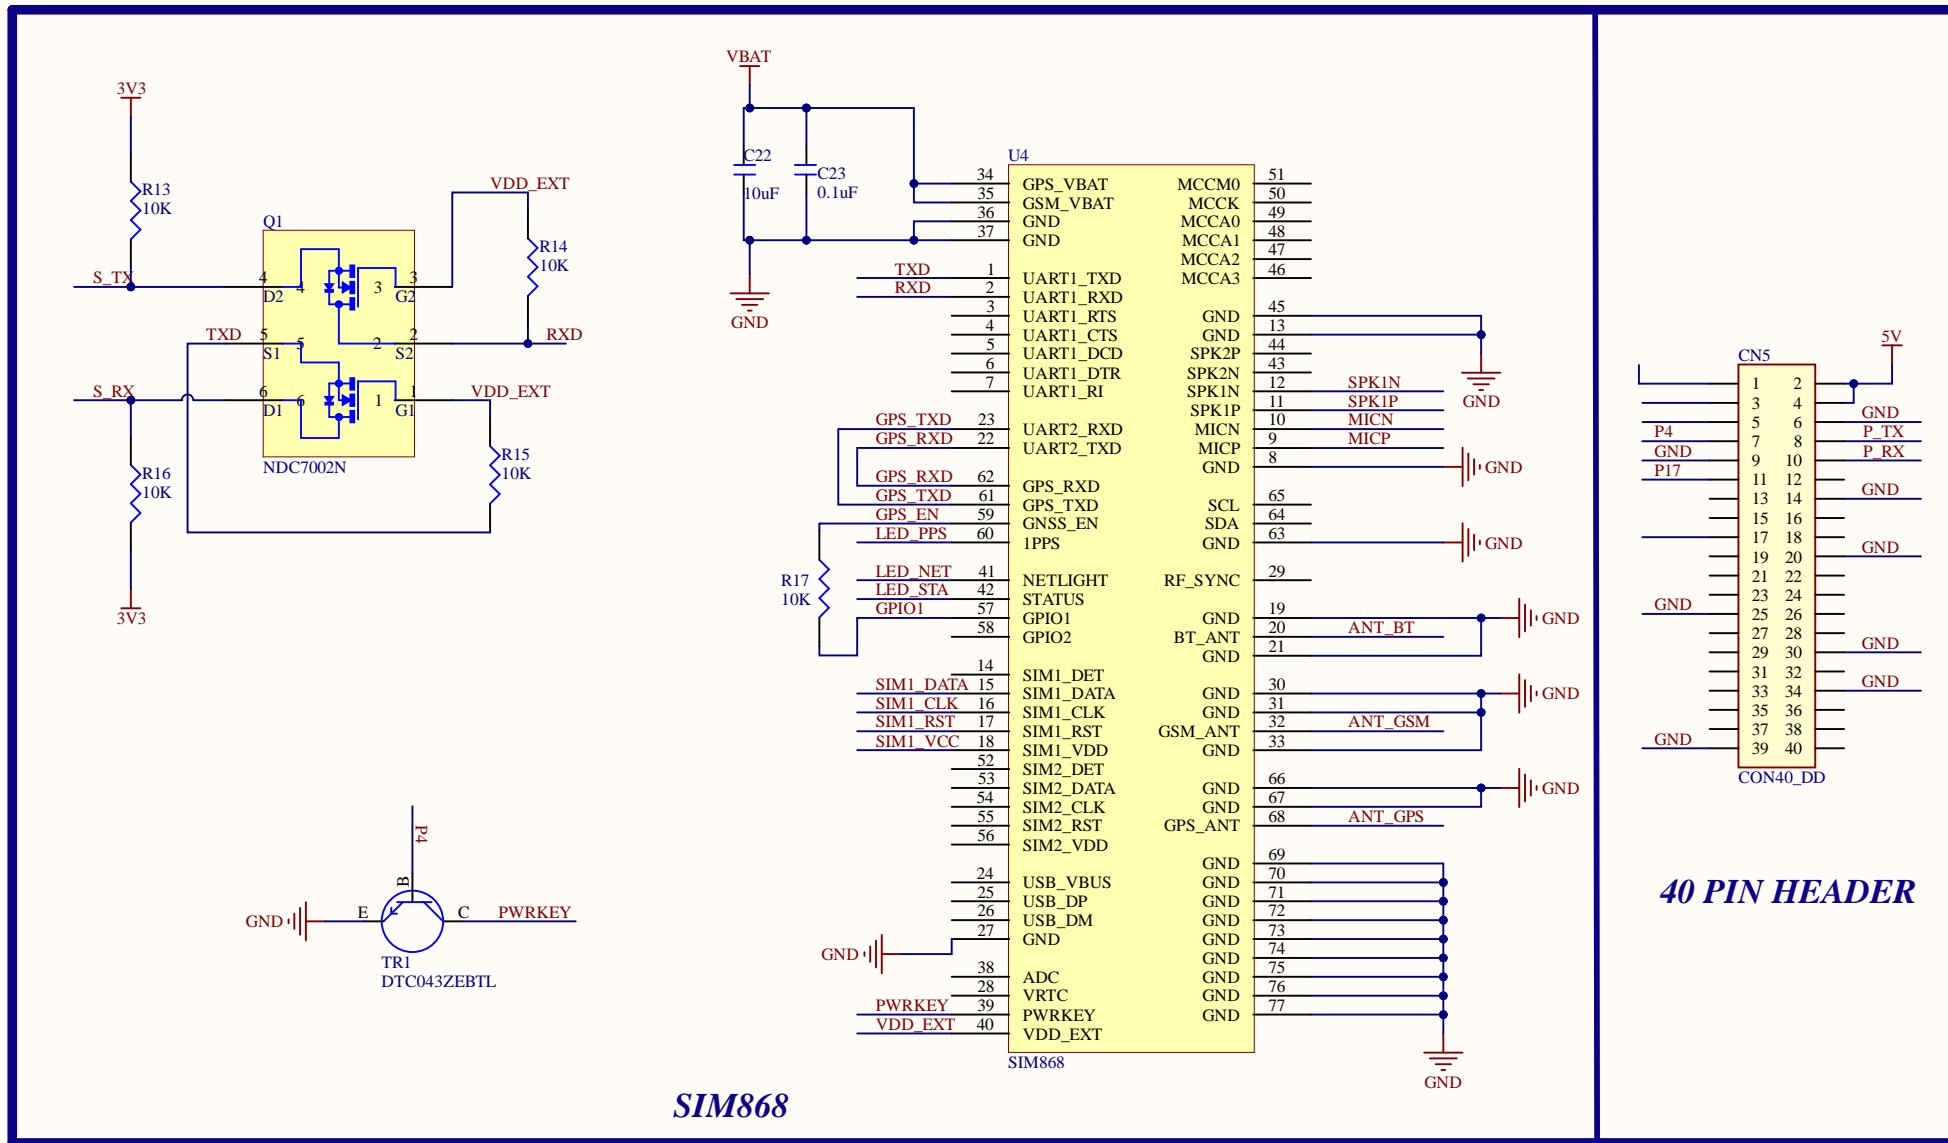 3V3
R13
10K
S_TX
VDD_EXT
R14
10K
Q1
4
D2
4
3
3
G2
TXD
5
S1
5
2
2
S2
RXD
S_RX
6
D1
6
1
1
G1
VDD_EXT
NDC7002N
R16
10K
R15
10K
3V3
P4
B
GND
E
C
PWRKEY
TR1
DTC043ZEBTL
VBAT
C22
10uF
C23
0.1uF
GND
U4
34 GPS_VBAT
35 GSM_VBAT
36 GND
37 GND
TXD 1 UART1_TXD
RXD 2 UART1_RXD
3 UART1_RTS
4 UART1_CTS
5 UART1_DCD
6 UART1_DTR
7 UART1_RI
GPS_TXD 23 UART2_RXD
GPS_RXD 22 UART2_TXD
GPS_RXD 62 GPS_RXD
GPS_TXD 61 GPS_TXD
GPS_EN 59 GNSS_EN
LED_PPS 60 1PPS
R17
10K
LED_NET 41 NETLIGHT
LED_STA 42 STATUS
GPIO1 57 GPIO1
58 GPIO2
14 SIM1_DET
SIM1_DATA 15 SIM1_DATA
SIM1_CLK 16 SIM1_CLK
SIM1_RST 17 SIM1_RST
SIM1_VCC 18 SIM1_VDD
52 SIM2_DET
53 SIM2_DATA
54 SIM2_CLK
55 SIM2_RST
56 SIM2_VDD
24 USB_VBUS
25 USB_DP
26 USB_DM
GND 27 GND
38 ADC
28 VRTC
PWRKEY 39 PWRKEY
VDD_EXT 40 VDD_EXT
MCCM0 51
MCCK 50
MCCA0 49
MCCA1 48
MCCA2 47
MCCA3 46
GND 45
GND 13
SPK2P 44
SPK2N 43
GND
SPK1N 12 SPK1N
SPK1P 11 SPK1P
MICN 10 MICN
MICP 9 MICP
GND 8 GND
SCL 65
SDA 64
GND 63 GND
RF_SYNC 29
GND 19 GND
BT_ANT 20 ANT_BT
GND 21
GND 30 GND
GND 31
GSM_ANT 32 ANT_GSM
GND 33
GND 66 GND
GND 67
GPS_ANT 68 ANT_GPS
GND 69
GND 70
GND 71
GND 72
GND 73
GND 74
GND 75
GND 76
GND 77
GND
SIM868
SIM868
5V
CN5
1 2
3 4
5 6 GND
P4 7 8 P_TX
GND 9 10 P_RX
P17 11 12
13 14 GND
15 16
17 18
19 20 GND
21 22
23 24
GND 25 26
27 28
29 30 GND
31 32
33 34 GND
35 36
37 38
GND 39 40
CON40_DD
40 PIN HEADER